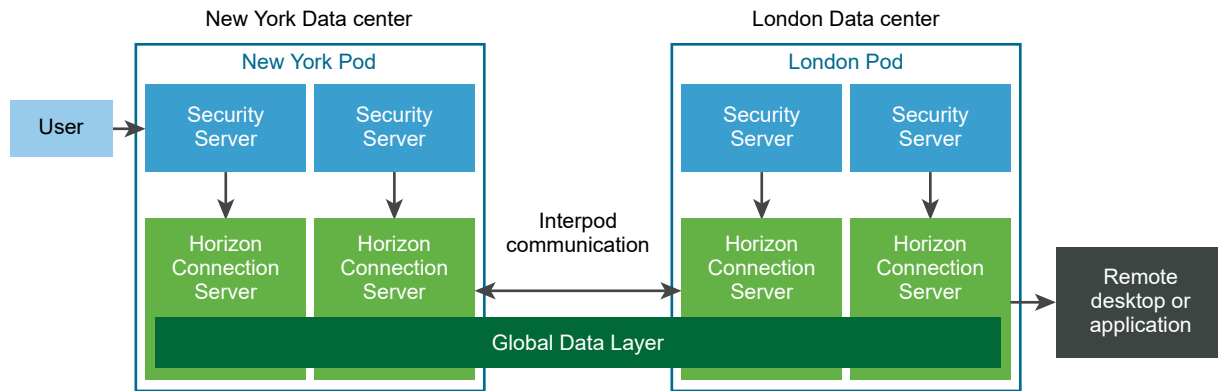 New York Data center
London Data center
New York Pod
London Pod
User
Security
Server
Security
Server
Security
Server
Security
Server
Horizon
Connection
Server
Horizon
Connection
Server
Interpod
communication
Horizon
Connection
Server
Horizon
Connection
Server
Remote
desktop or
application
Global Data Layer